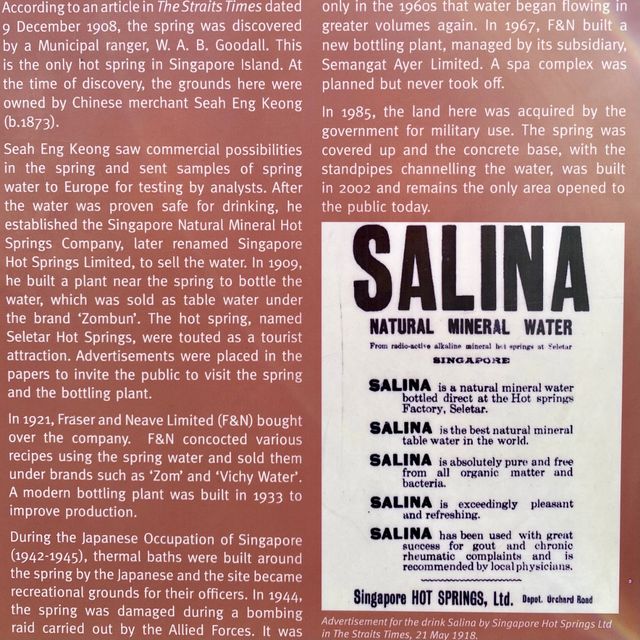 According to an article in The Straits Times dated
9 December 1908, the spring was discovered
by a Municipal ranger, W. A. B. Goodall. This
is the only hot spring in Singapore Island. At
the time of discovery, the grounds here were
owned by Chinese merchant Seah Eng Keong
(b.1873).
Seah Eng Keong saw commercial possibilities
in the spring and sent samples of spring
water to Europe for testing by analysts. After
the water was proven safe for drinking, he
established the Singapore Natural Mineral Hot
Springs Company, later renamed Singapore
Hot Springs Limited, to sell the water. In 1909,
he built a plant near the spring to bottle the
water, which was sold as table water under
the brand ‘Zombun’. The hot spring, named
Seletar Hot Springs, were touted as a tourist
attraction. Advertisements were placed in the
papers to invite the public to visit the spring
and the bottling plant.
In 1921, Fraser and Neave Limited (F&N) bought
over the company. F&N concocted various
recipes using the spring water and sold them
under brands such as ‘Zom’ and ‘Vichy Water’.
A modern bottling plant was built in 1933 to
improve production.
During the Japanese Occupation of Singapore
(1942-1945), thermal baths were built around
the spring by the Japanese and the site became
recreational grounds for their officers. In 1944,
the spring was damaged during a bombing
raid carried out by the Allied Forces. It was
only in the 1960s that water began flowing in
greater volumes again. In 1967, F&N built a
new bottling plant, managed by its subsidiary,
Semangat Ayer Limited. A spa complex was
planned but never took off.
In 1985, the land here was acquired by the
government for military use. The spring was
covered up and the concrete base, with the
standpipes channelling the water, was built
in 2002 and remains the only area opened to
the public today.
SALINA
NATURAL MINERAL WATER
From radio-active alkaline mineral hot springs at Seletar
SINGAPORE
SALINA is a natural mineral water
bottled direct at the Hot springs
Factory, Seletar.
SALINA is the best natural mineral
table water in the world.
SALINA is absolutely pure and free
from all organic matter and
bacteria.
SALINA is exceedingly pleasant
and refreshing.
SALINA has been used with great
success for gout and chronic
rheumatic complaints and is
recommended by local physicians.
Singapore HOT SPRINGS, Ltd. Depot. Orchard Road
Advertisement for the drink Salina by Singapore Hot Springs Ltd
in The Straits Times, 21 May 1918.